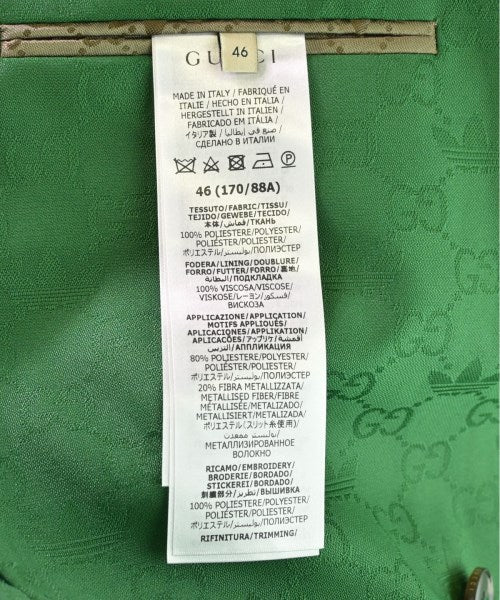 GUCCI
46
MADE IN ITALY / FABRIQUÉ EN
ITALIE / HECHO EN ITALIA /
HERGESTELLT IN ITALIEN /
FABRICADO EM ITÁLIA /
イタリア製 / صنع في إيطاليا /
СДЕЛАНО В ИТАЛИИ
P
46 (170/88A)
TESSUTO/FABRIC/TISSU/
TEJIDO/GEWEBE/TECIDO/
本体/قماش/ТКАНЬ
100% POLIESTERE/POLYESTER/
POLIÉSTER/POLIESTER/
ポリエステル/بوليستر/ПОЛИЭСТЕР
FODERA/LINING/DOUBLURE/
FORRO/FUTTER/FORRO/裏地/
البطانة/ПОДКЛАДКА
100% VISCOSA/VISCOSE/
VISKOSE/レーヨン/فسكوز/
ВИСКОЗА
APPLICAZIONE/APPLICATION/
MOTIFS APPLIQUÉS/
APLICACIONES/APPLIKATION/
APLICAÇÕES/アップリケ/أقمشة
التزيين/АППЛИКАЦИЯ
80% POLIESTERE/POLYESTER/
POLIÉSTER/POLIESTER/
ポリエステル/بوليستر/ПОЛИЭСТЕР
20% FIBRA METALLIZZATA/
METALLISED FIBER/FIBRE
MÉTALLISÉE/METALIZADO/
METALLISIERT/METALIZADO/
ポリエステル(スリット糸使用)/
بوليستر ممعدن/
МЕТАЛЛИЗИРОВАННОЕ
ВОЛОКНО
RICAMO/EMBROIDERY/
BRODERIE/BORDADO/
STICKEREI/BORDADO/
刺繍部分/تطريز/ВЫШИВКА
100% POLIESTERE/POLYESTER/
POLIÉSTER/POLIESTER/
ポリエステル/بوليستر/ПОЛИЭСТЕР
RIFINITURA/TRIMMING/